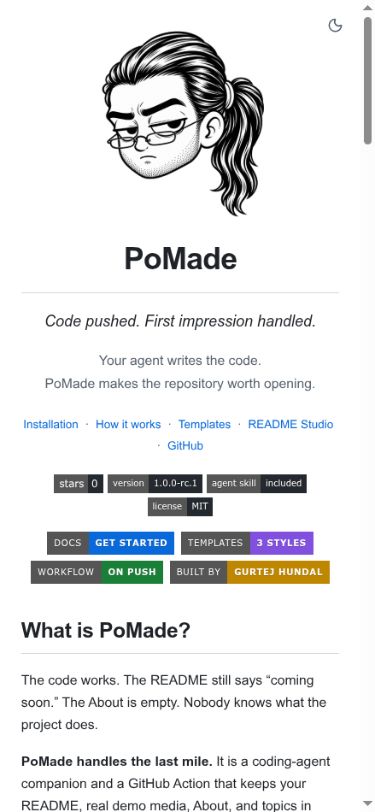 PoMade
Code pushed. First impression handled.
Your agent writes the code.
PoMade makes the repository worth opening.
Installation · How it works · Templates · README Studio
· GitHub
stars 0 version 1.0.0-rc.1 agent skill included
license MIT
DOCS GET STARTED TEMPLATES 3 STYLES
WORKFLOW ON PUSH BUILT BY GURTEJ HUNDAL
What is PoMade?
The code works. The README still says “coming
soon.” The About is empty. Nobody knows what the
project does.
PoMade handles the last mile. It is a coding-agent
companion and a GitHub Action that keeps your
README, real demo media, About, and topics in